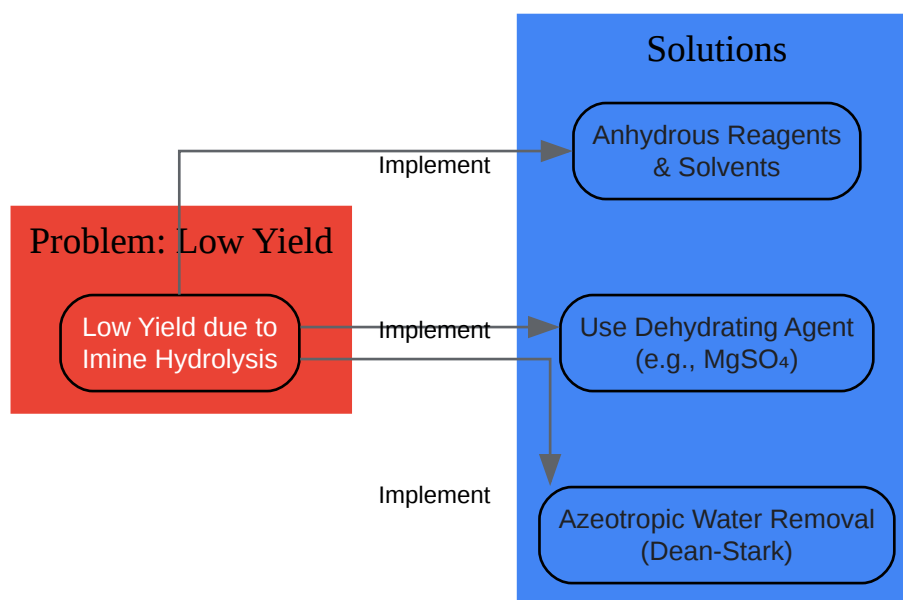 Solutions
Anhydrous Reagents
& Solvents
Implement
Problem: Low Yield
Low Yield due to
Imine Hydrolysis
Implement
Use Dehydrating Agent
(e.g., MgSO₄)
Implement
Azeotropic Water Removal
(Dean-Stark)